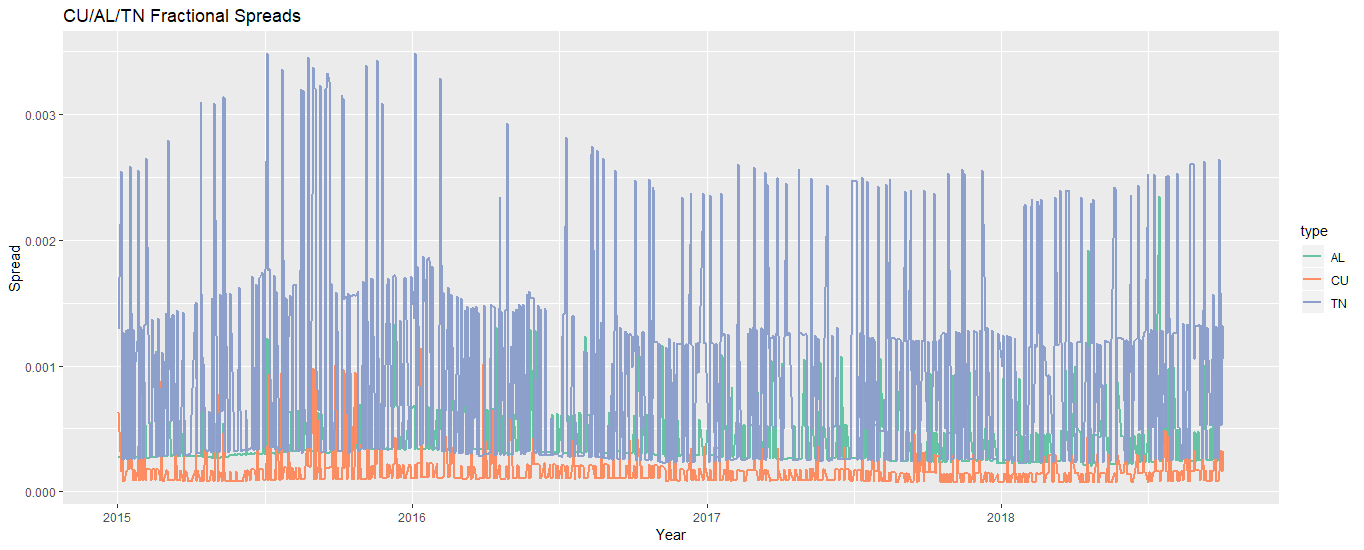 CU/AL/TN Fractional Spreads
Spread
0.003
0.002
0.001
0.000
2015
2016
2017
2018
Year
type
AL
CU
TN